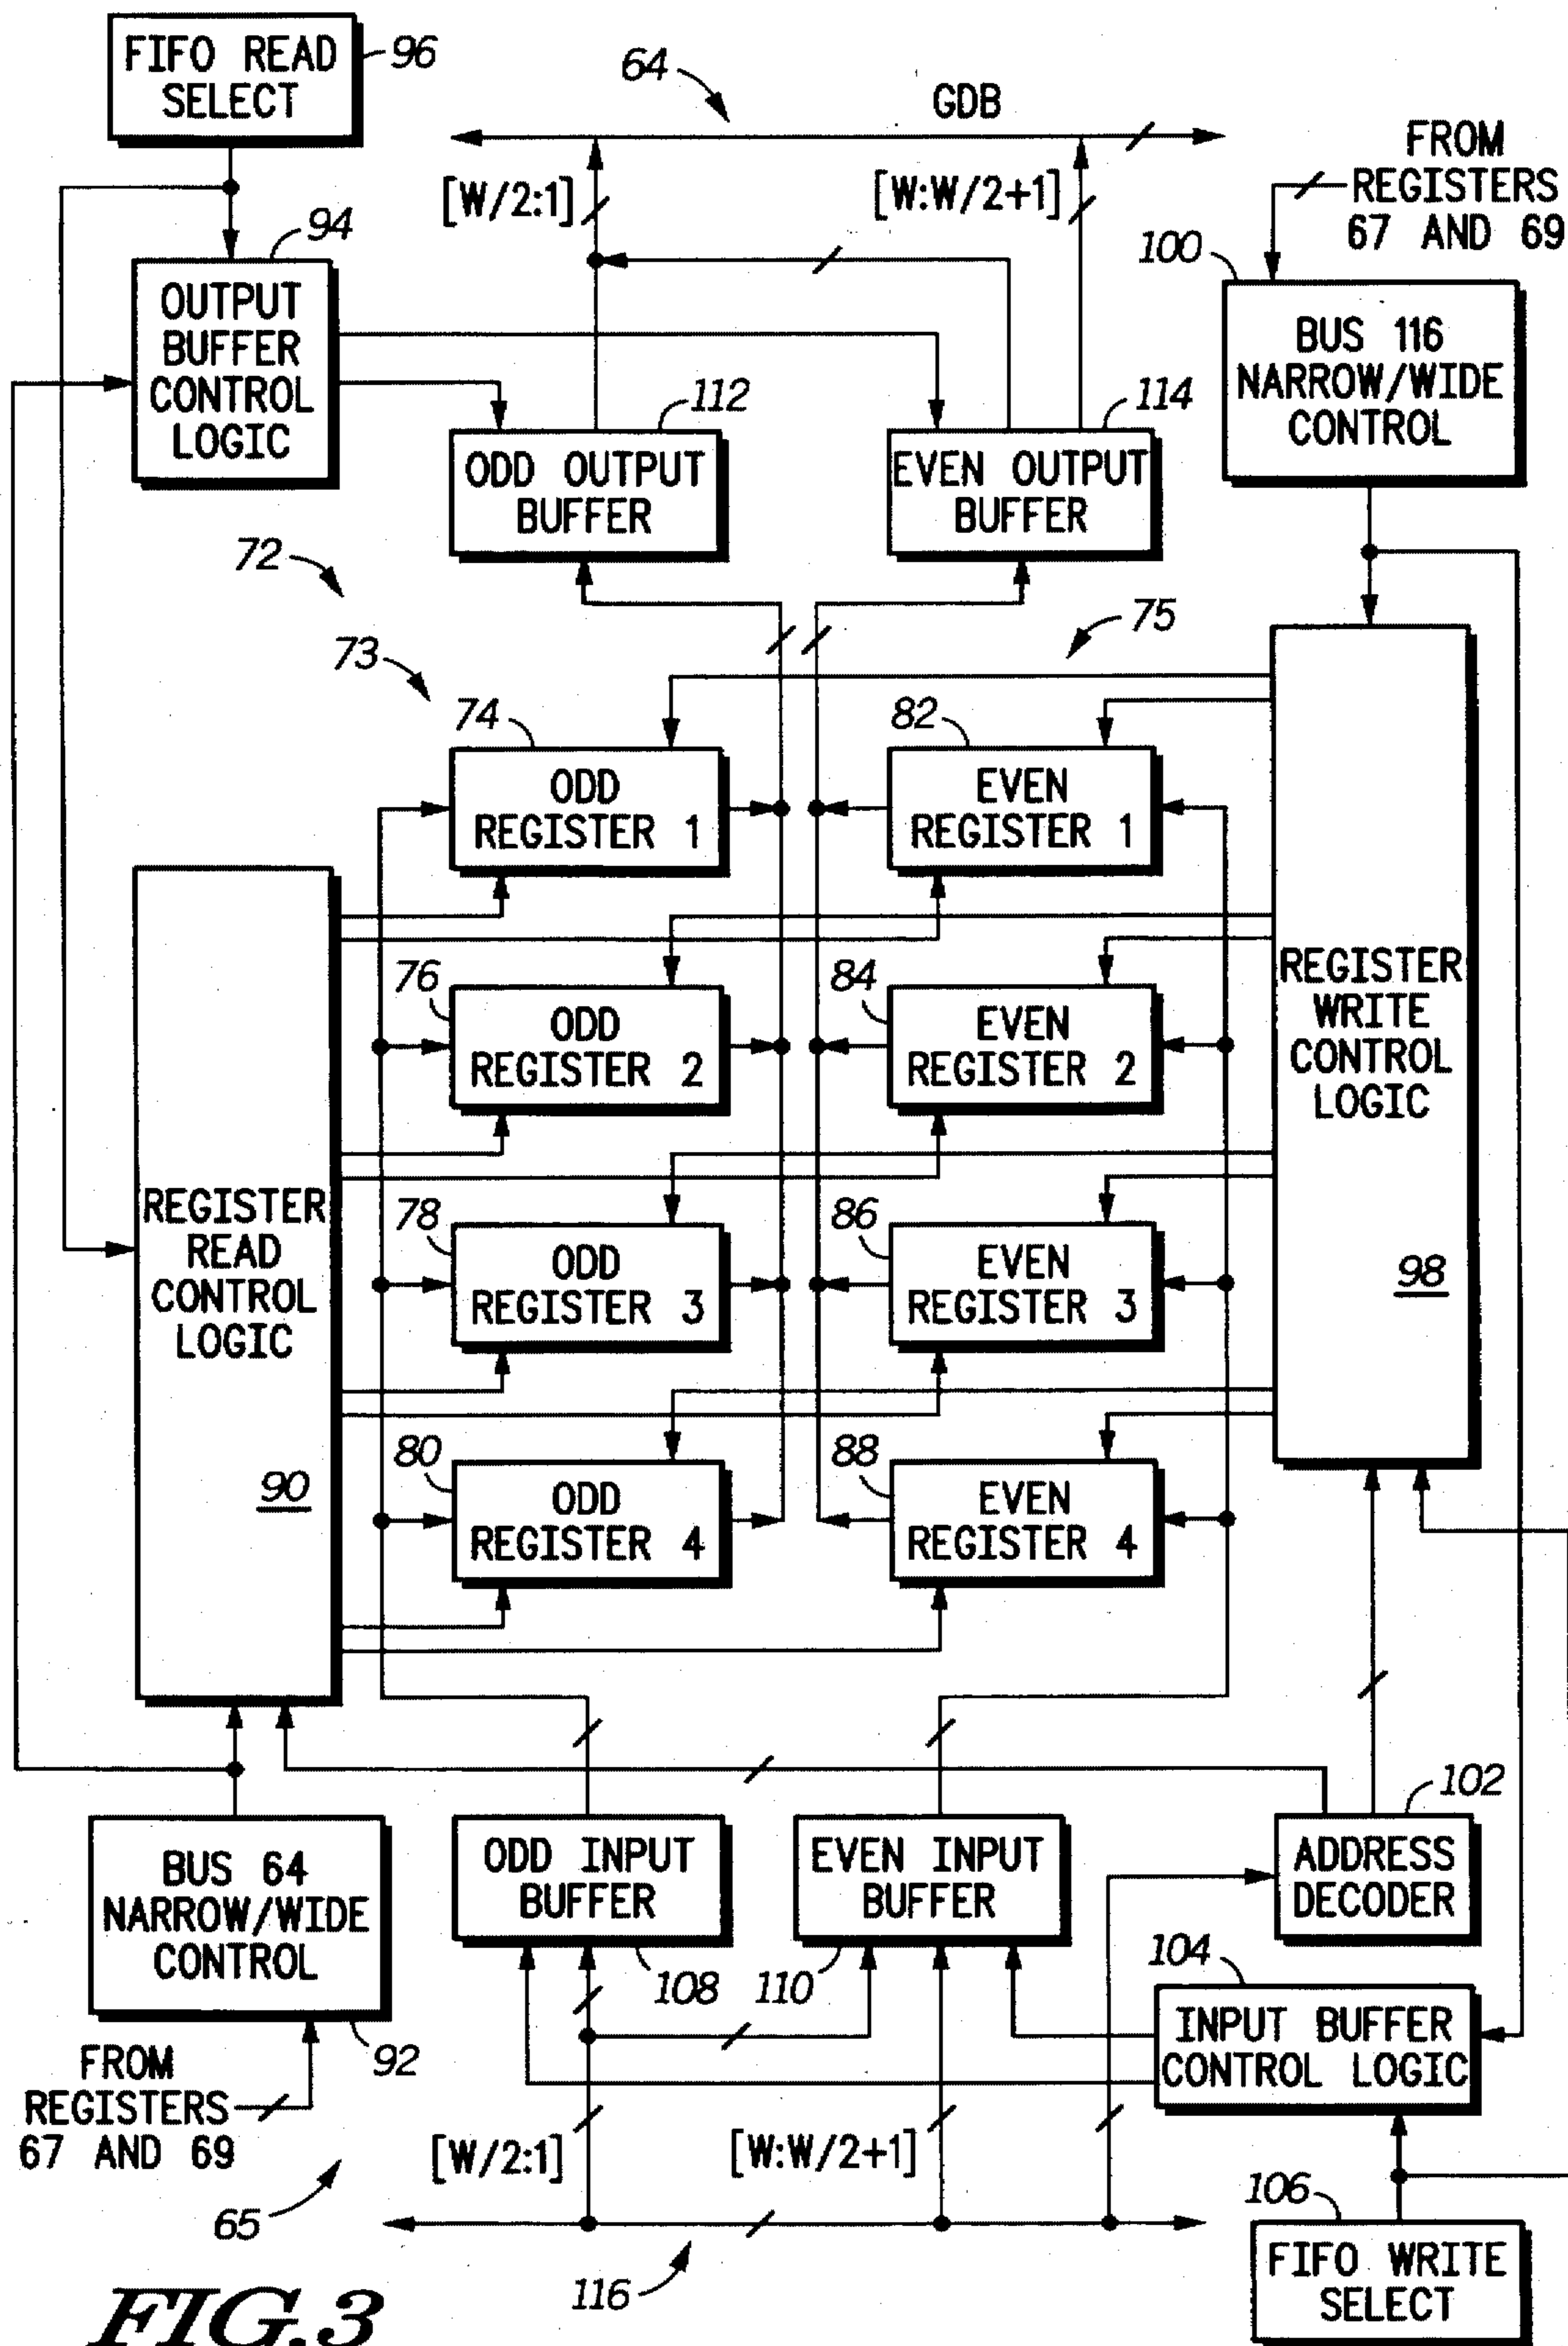 FIFO READ
SELECT
96
64
GDB
FROM
REGISTERS
67 AND 69
[W/2:1]
[W:W/2+1]
94
100
OUTPUT
BUFFER
CONTROL
LOGIC
BUS 116
NARROW/WIDE
CONTROL
112
114
ODD OUTPUT
BUFFER
EVEN OUTPUT
BUFFER
72
73
75
74
82
ODD
REGISTER 1
EVEN
REGISTER 1
76
84
ODD
REGISTER 2
EVEN
REGISTER 2
REGISTER
WRITE
CONTROL
LOGIC
98
REGISTER
READ
CONTROL
LOGIC
90
78
86
ODD
REGISTER 3
EVEN
REGISTER 3
80
88
ODD
REGISTER 4
EVEN
REGISTER 4
102
BUS 64
NARROW/WIDE
CONTROL
ODD INPUT
BUFFER
EVEN INPUT
BUFFER
ADDRESS
DECODER
92
108
110
104
FROM
REGISTERS
67 AND 69
INPUT BUFFER
CONTROL LOGIC
[W/2:1]
[W:W/2+1]
65
116
106
FIFO WRITE
SELECT
FIG.3